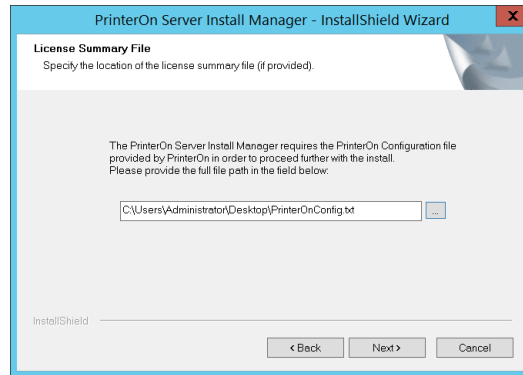 PrinterOn Server Install Manager - InstallShield Wizard
X
License Summary File
Specify the location of the license summary file (if provided).
The PrinterOn Server Install Manager requires the PrinterOn Configuration file
provided by PrinterOn in order to proceed further with the install.
Please provide the full file path in the field below:
C:\Users\Administrator\Desktop\PrinterOnConfig.txt
...
InstallShield
< Back
Next >
Cancel